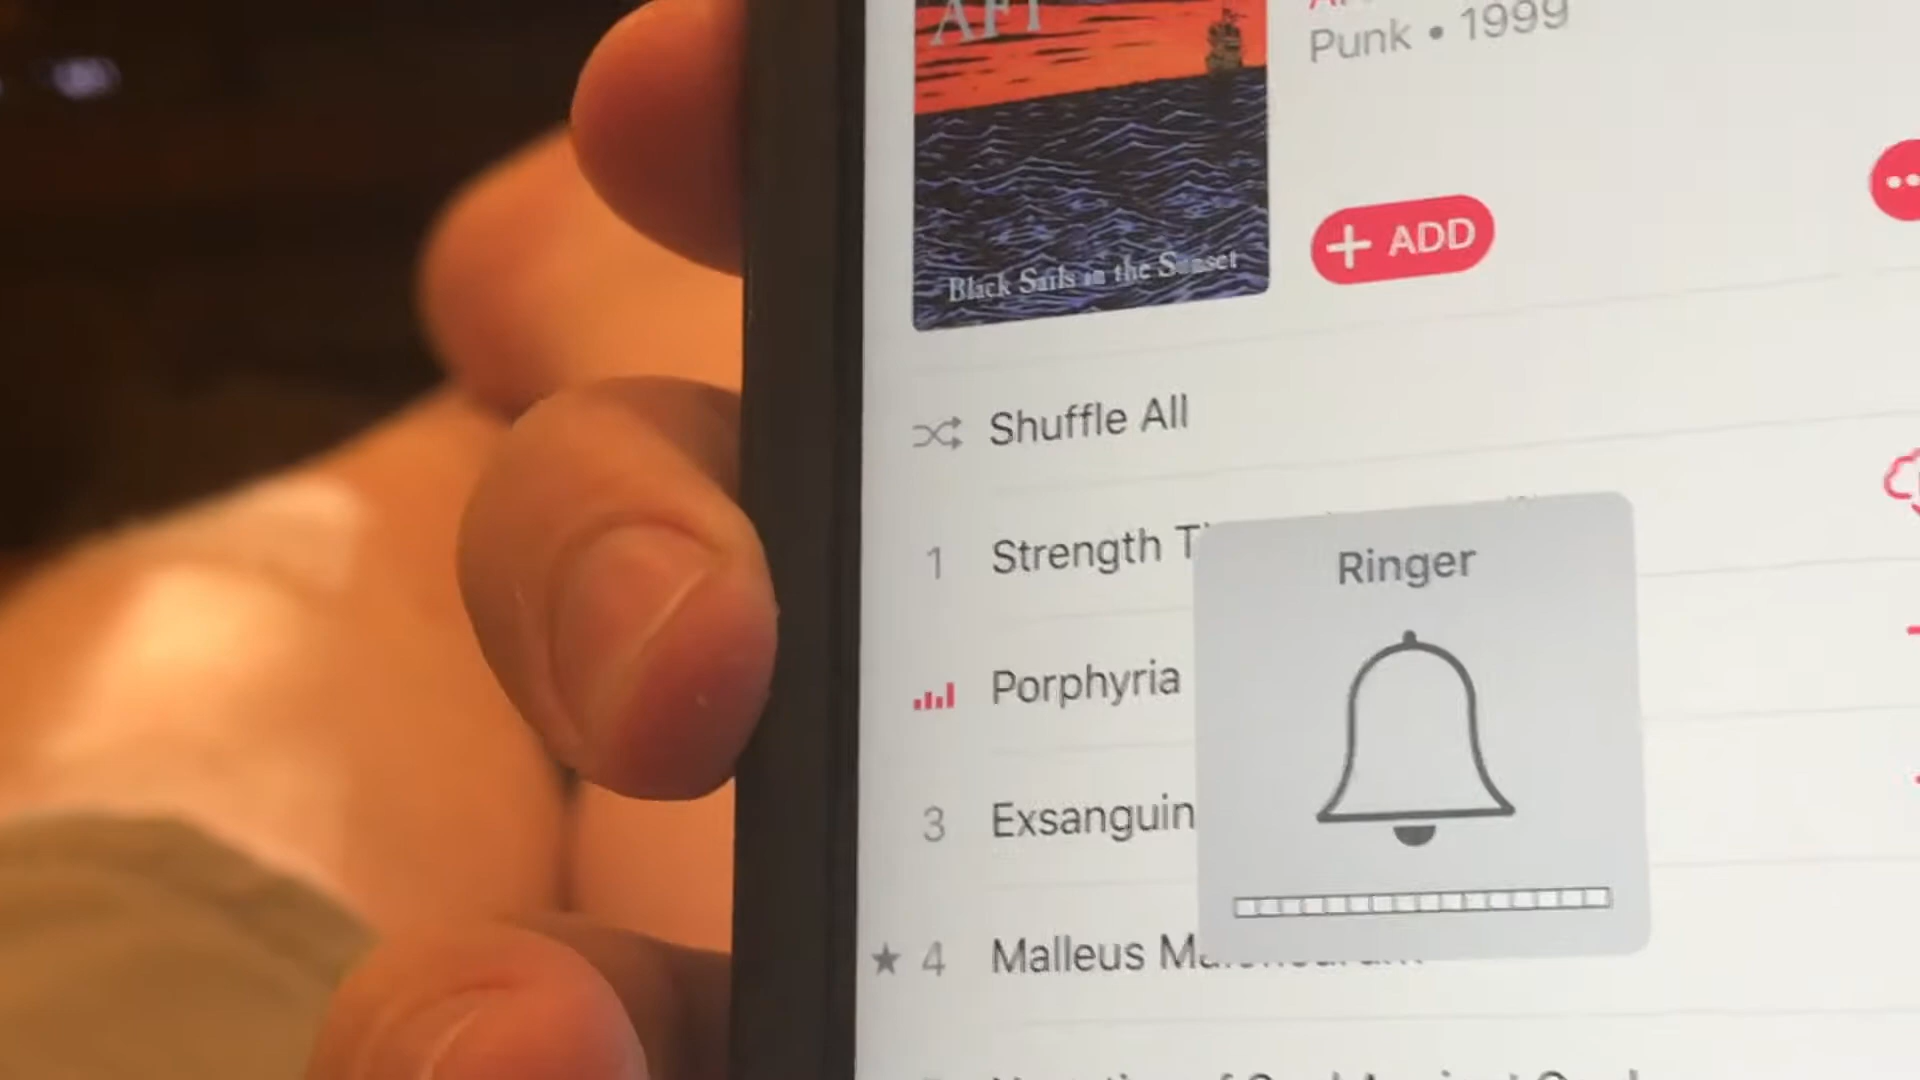 AFI
Punk • 1999
+ ADD
Black Sails in the Sunset
Shuffle All
1 Strength
Ringer
Porphyria
3 Exsanguin
4 Malleus